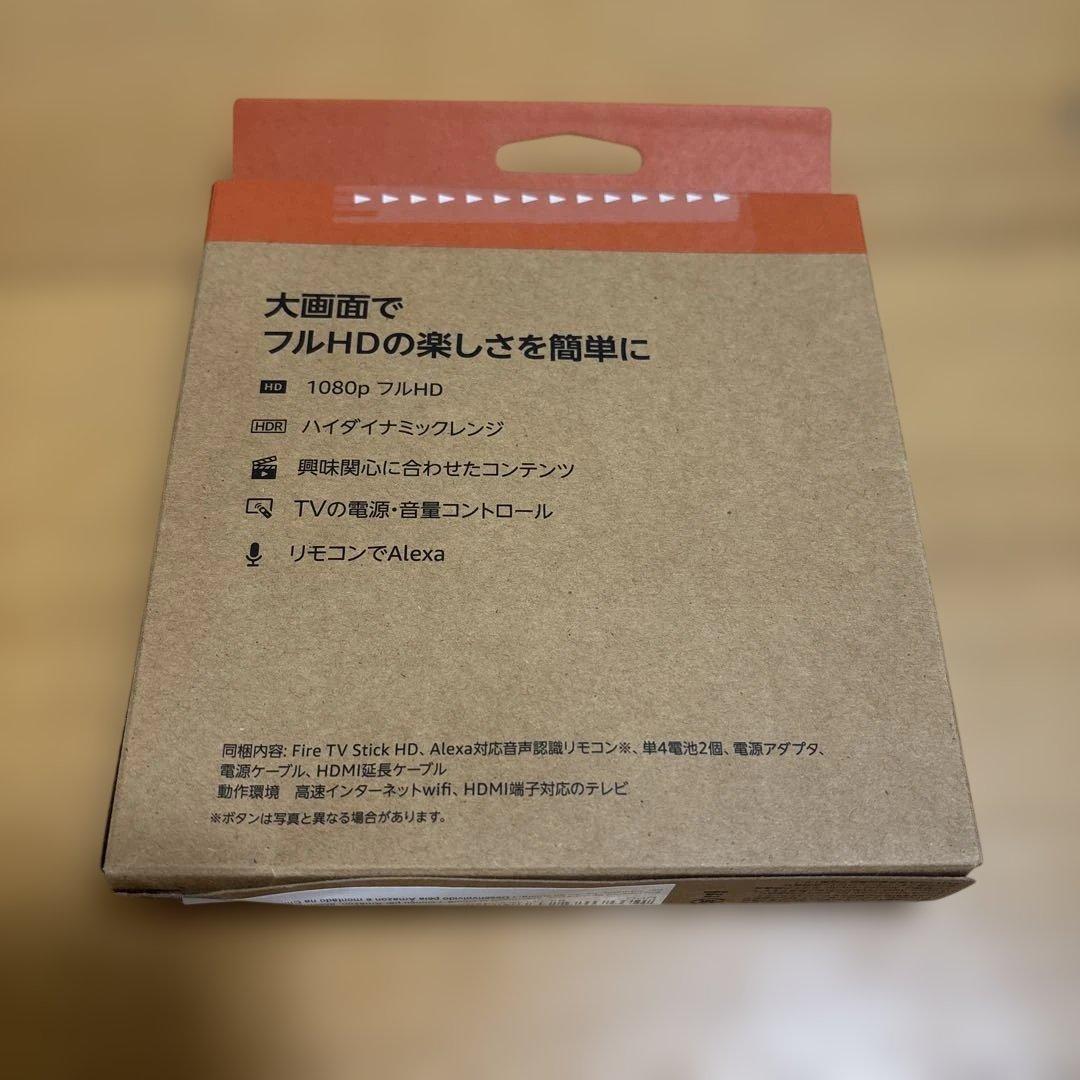 大画面で
フルHDの楽しさを簡単に
HD 1080p フルHD
HDR ハイダイナミックレンジ
興味関心に合わせたコンテンツ
TVの電源・音量コントロール
リモコンでAlexa
同梱内容: Fire TV Stick HD、Alexa対応音声認識リモコン※、単4電池2個、電源アダプタ、
電源ケーブル、HDMI延長ケーブル
動作環境　高速インターネットwifi、HDMI端子対応のテレビ
※ボタンは写真と異なる場合があります。
pela Amazon e montado na